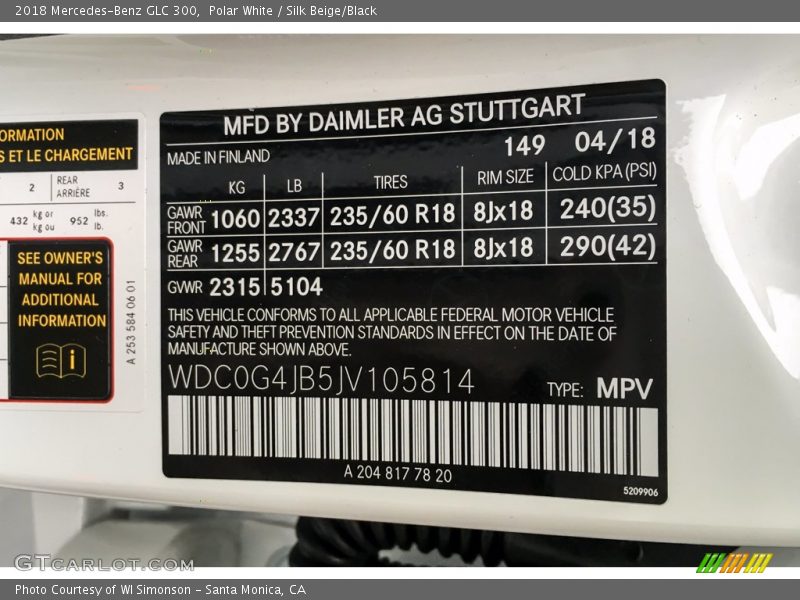 2018 Mercedes-Benz GLC 300, Polar White / Silk Beige/Black
ORMATION
S ET LE CHARGEMENT
2 REAR ARRIÈRE 3
432 kg or kg ou 952 lbs. lb.
SEE OWNER'S
MANUAL FOR
ADDITIONAL
INFORMATION
A 253 584 06 01
MFD BY DAIMLER AG STUTTGART
149 04/18
MADE IN FINLAND
KG LB TIRES RIM SIZE COLD KPA (PSI)
GAWR FRONT 1060 2337 235/60 R18 8Jx18 240(35)
GAWR REAR 1255 2767 235/60 R18 8Jx18 290(42)
GVWR 2315 5104
THIS VEHICLE CONFORMS TO ALL APPLICABLE FEDERAL MOTOR VEHICLE
SAFETY AND THEFT PREVENTION STANDARDS IN EFFECT ON THE DATE OF
MANUFACTURE SHOWN ABOVE.
WDC0G4JB5JV105814
TYPE: MPV
A 204 817 78 20
5209906
GTCARLOT.COM
Photo Courtesy of WI Simonson - Santa Monica, CA